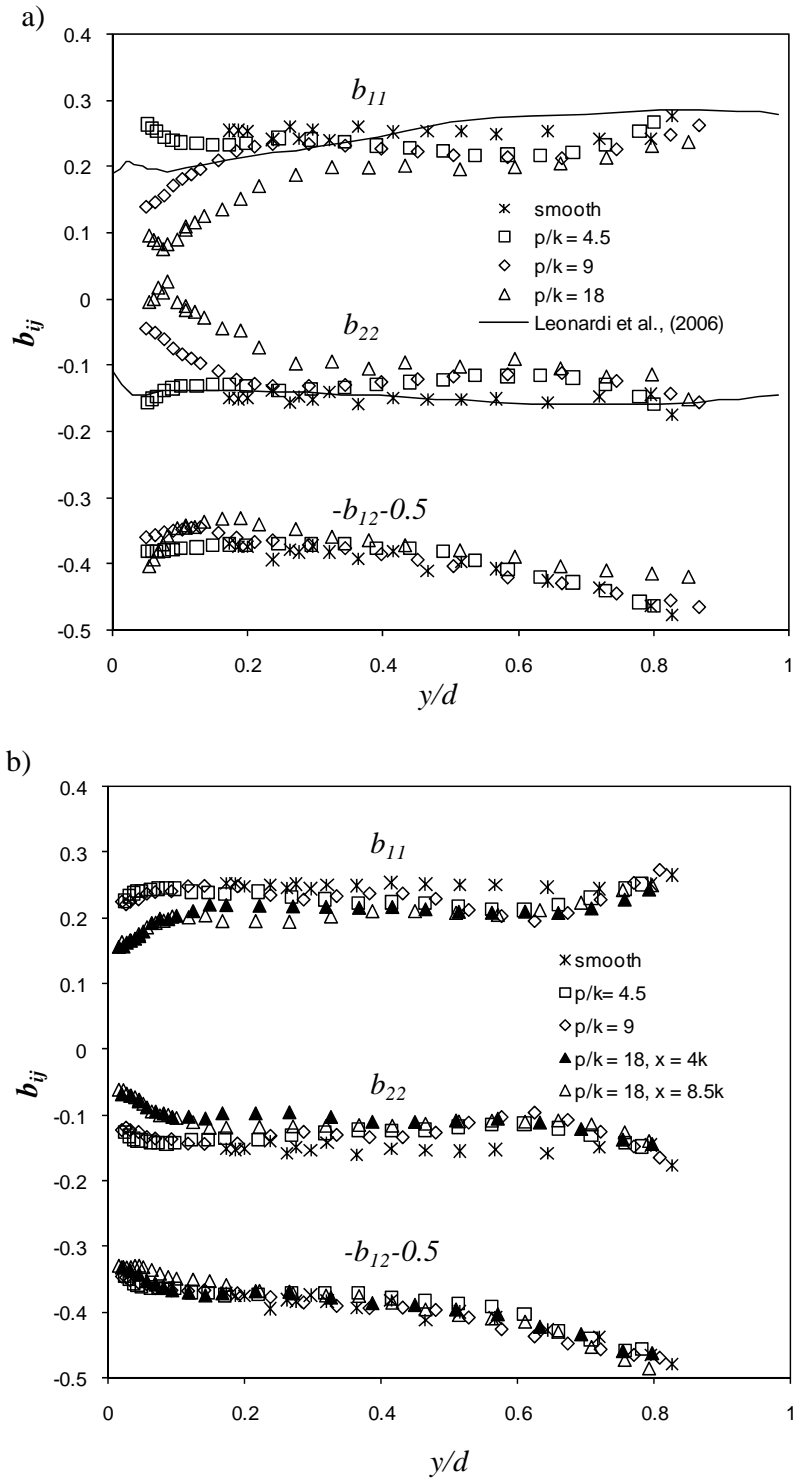 a)
0.4
b11
0.3
0.2
smooth
0.1
p/k = 4.5
p/k = 9
0
p/k = 18
b22
Leonardi et al., (2006)
bij
-0.1
-0.2
-0.3
-b12-0.5
-0.4
-0.5
0
0.2
0.4
0.6
0.8
1
y/d
b)
0.4
b11
0.3
0.2
smooth
0.1
p/k= 4.5
p/k = 9
0
p/k = 18, x = 4k
bij
b22
p/k = 18, x = 8.5k
-0.1
-0.2
-0.3
-b12-0.5
-0.4
-0.5
0
0.2
0.4
0.6
0.8
1
y/d